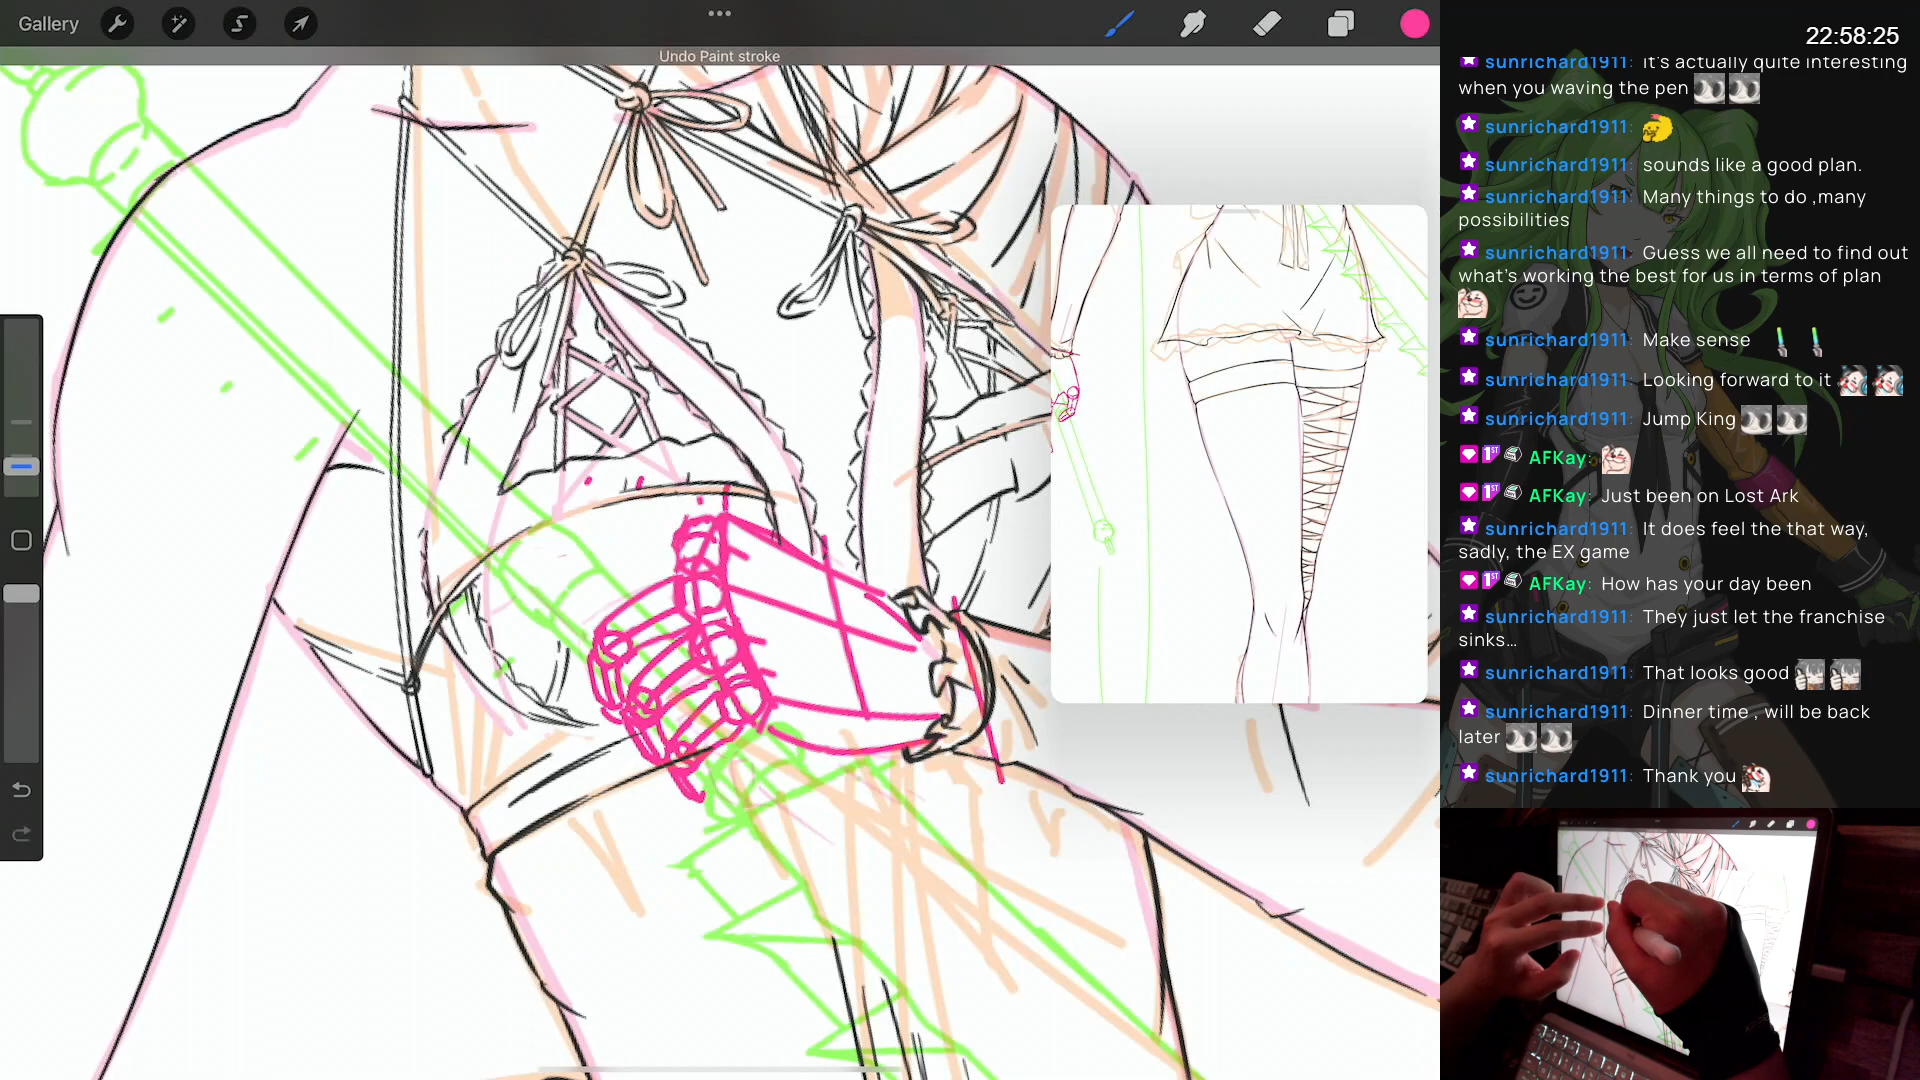 Gallery
Undo Paint stroke
22:58:25
sunrichard1911: it's actually quite interesting
when you waving the pen
sunrichard1911:
sunrichard1911: sounds like a good plan.
sunrichard1911: Many things to do ,many
possibilities
sunrichard1911: Guess we all need to find out
what's working the best for us in terms of plan
sunrichard1911: Make sense
sunrichard1911: Looking forward to it
sunrichard1911: Jump King
1ST AFKay:
1ST AFKay: Just been on Lost Ark
sunrichard1911: It does feel the that way,
sadly, the EX game
1ST AFKay: How has your day been
sunrichard1911: They just let the franchise
sinks...
sunrichard1911: That looks good
sunrichard1911: Dinner time , will be back
later
sunrichard1911: Thank you